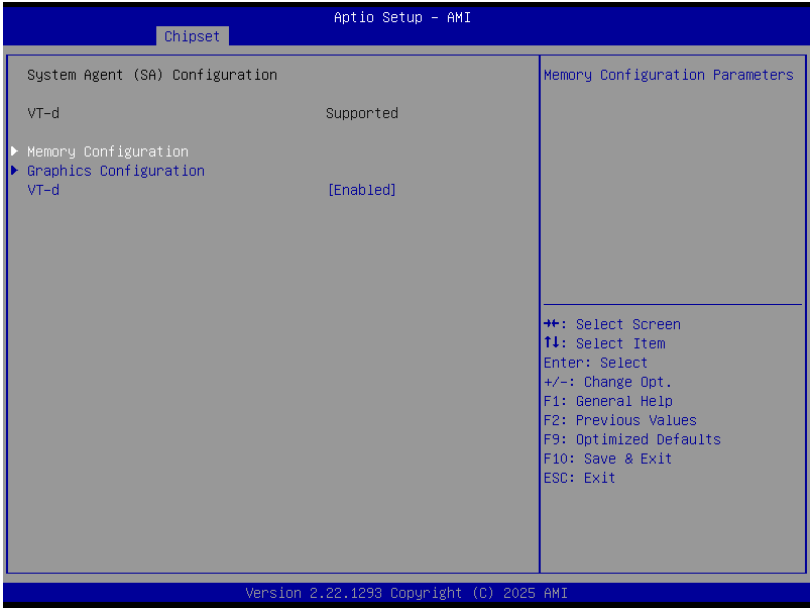 Aptio Setup – AMI
Chipset
System Agent (SA) Configuration
VT-d Supported
Memory Configuration
Graphics Configuration
VT-d [Enabled]
Memory Configuration Parameters
→←: Select Screen
↑↓: Select Item
Enter: Select
+/-: Change Opt.
F1: General Help
F2: Previous Values
F9: Optimized Defaults
F10: Save & Exit
ESC: Exit
Version 2.22.1293 Copyright (C) 2025 AMI